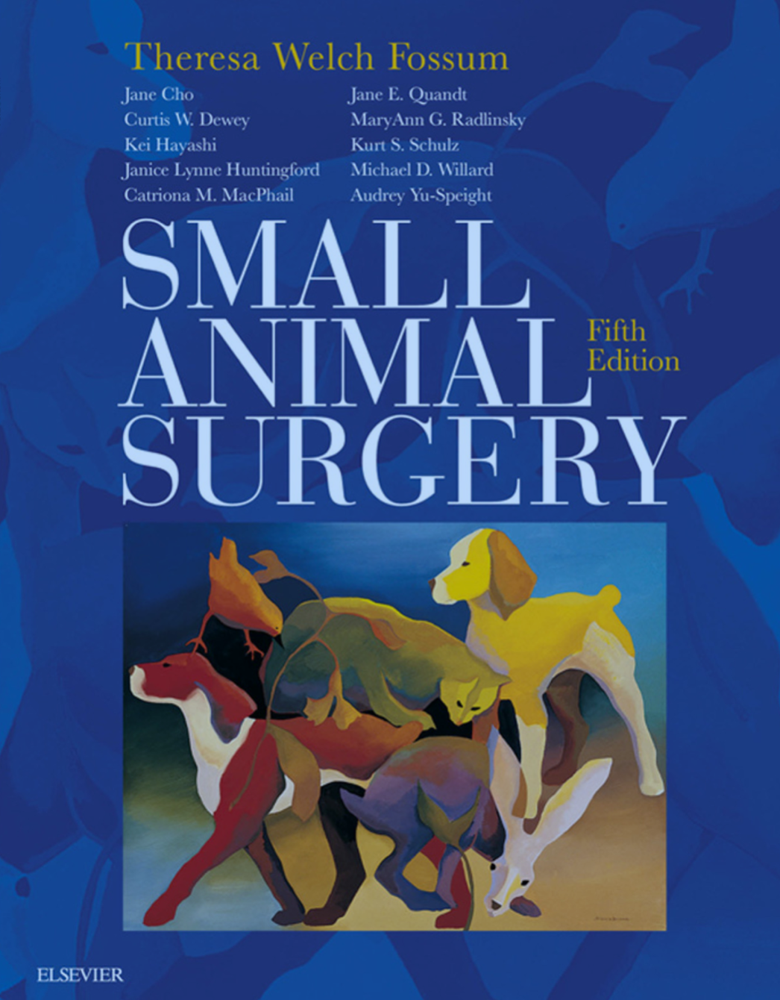 Theresa Welch Fossum
Jane Cho
Curtis W. Dewey
Kei Hayashi
Janice Lynne Huntingford
Catriona M. MacPhail
Jane E. Quandt
MaryAnn G. Radlinsky
Kurt S. Schulz
Michael D. Willard
Audrey Yu-Speight
SMALL
ANIMAL
SURGERY
Fifth
Edition
ELSEVIER